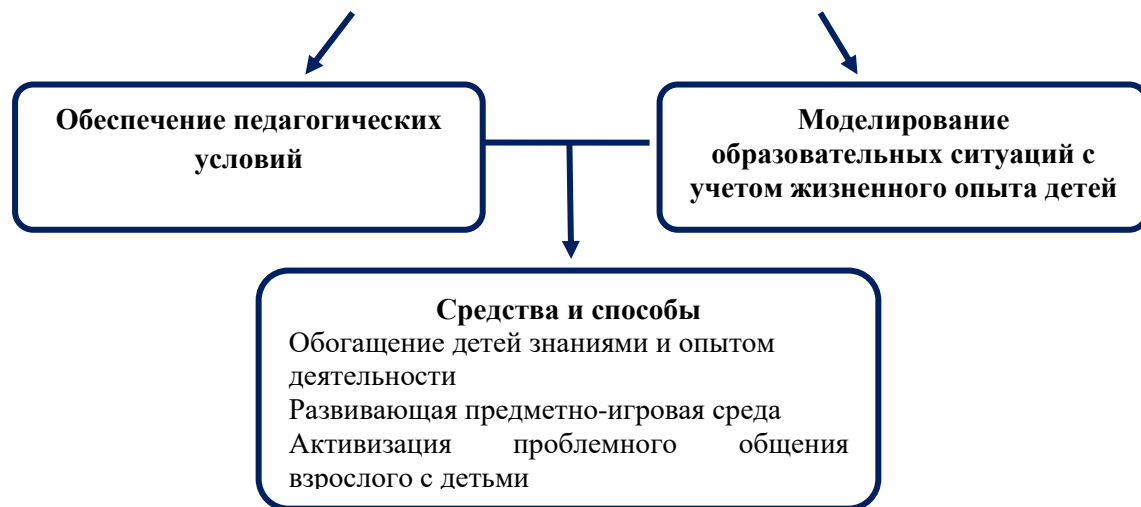 Обеспечение педагогических
условий
Моделирование
образовательных ситуаций с
учетом жизненного опыта детей
Средства и способы
Обогащение детей знаниями и опытом
деятельности
Развивающая предметно-игровая среда
Активизация проблемного общения
взрослого с детьми